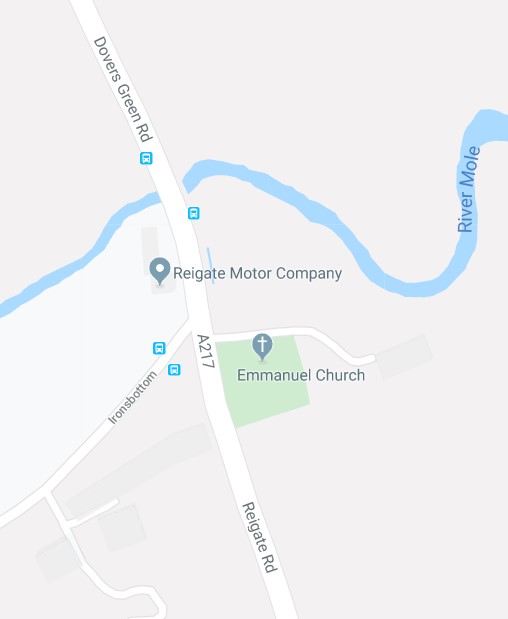 Dovers Green Rd
River Mole
Reigate Motor Company
A217
Emmanuel Church
Ironsbottom
Reigate Rd